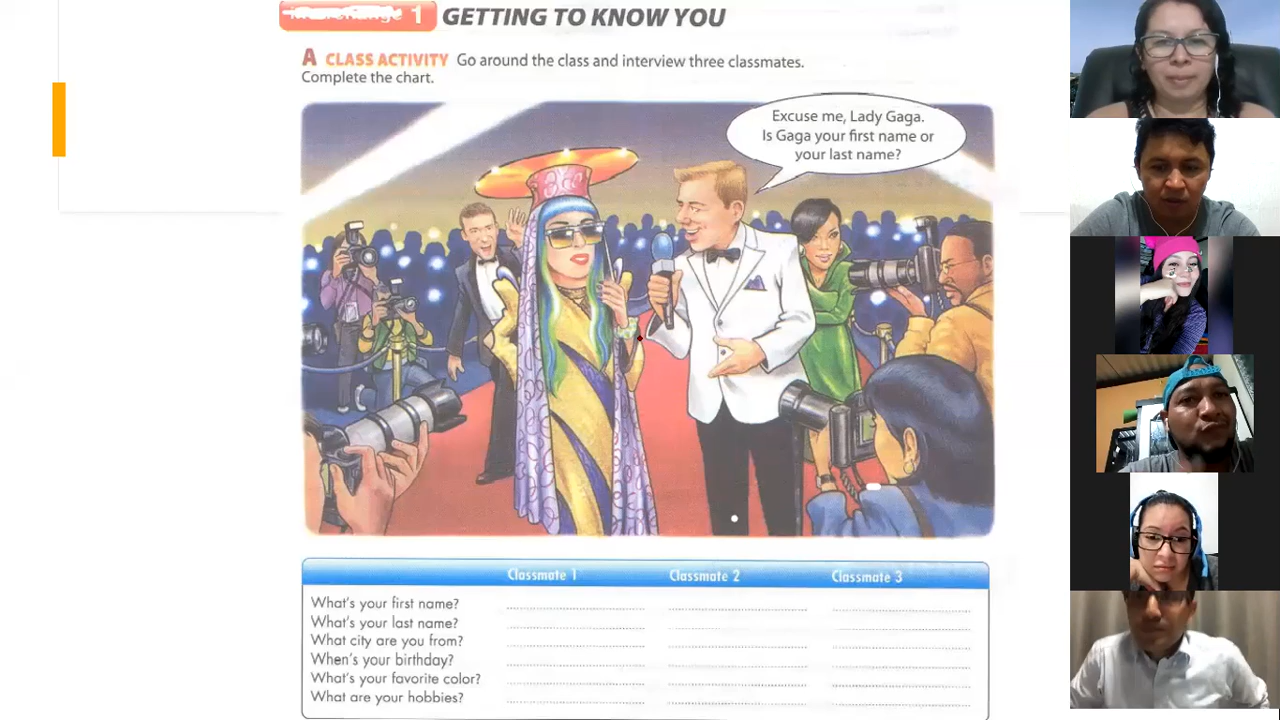 1 GETTING TO KNOW YOU
A CLASS ACTIVITY Go around the class and interview three classmates.
Complete the chart.
Excuse me, Lady Gaga.
Is Gaga your first name or
your last name?
Classmate 1 Classmate 2 Classmate 3
What's your first name?
What's your last name?
What city are you from?
When's your birthday?
What's your favorite color?
What are your hobbies?